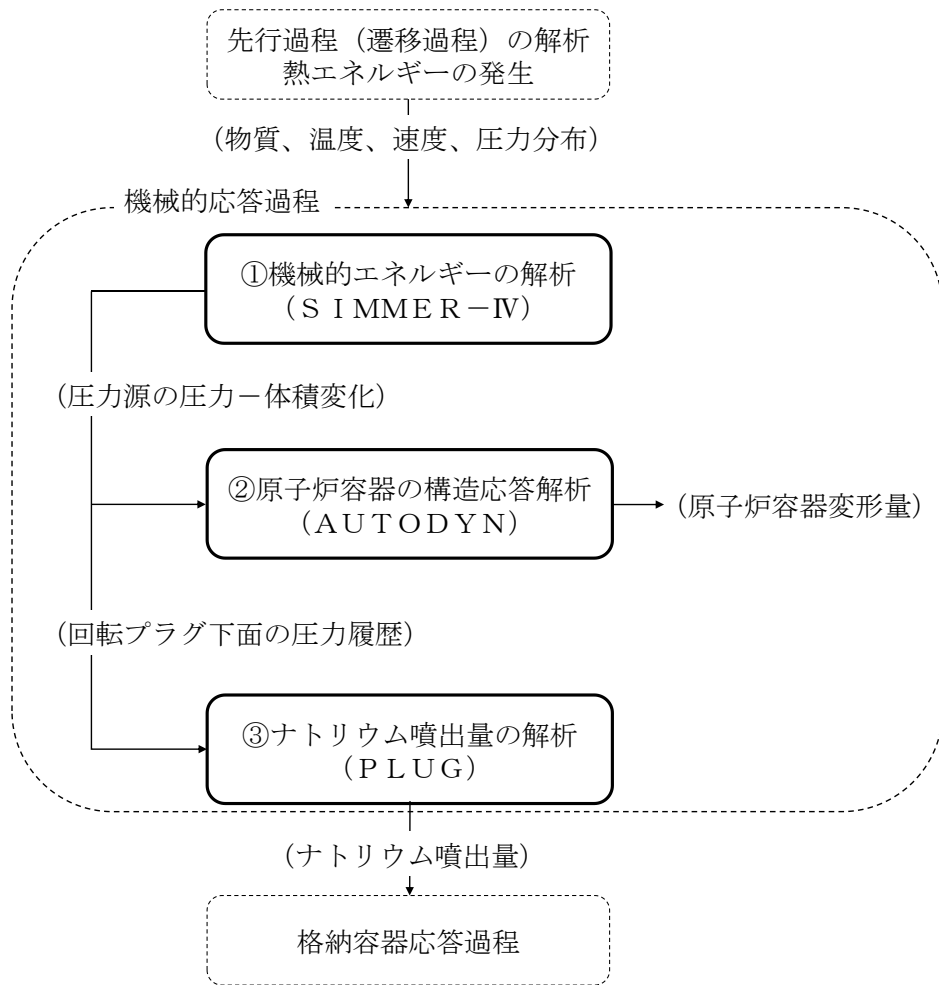 先行過程（遷移過程）の解析
熱エネルギーの発生
（物質、温度、速度、圧力分布）
機械的応答過程
①機械的エネルギーの解析
（ＳＩＭＭＥＲ－Ⅳ）
（圧力源の圧力－体積変化）
②原子炉容器の構造応答解析
（ＡＵＴＯＤＹＮ）
（原子炉容器変形量）
（回転プラグ下面の圧力履歴）
③ナトリウム噴出量の解析
（ＰＬＵＧ）
（ナトリウム噴出量）
格納容器応答過程